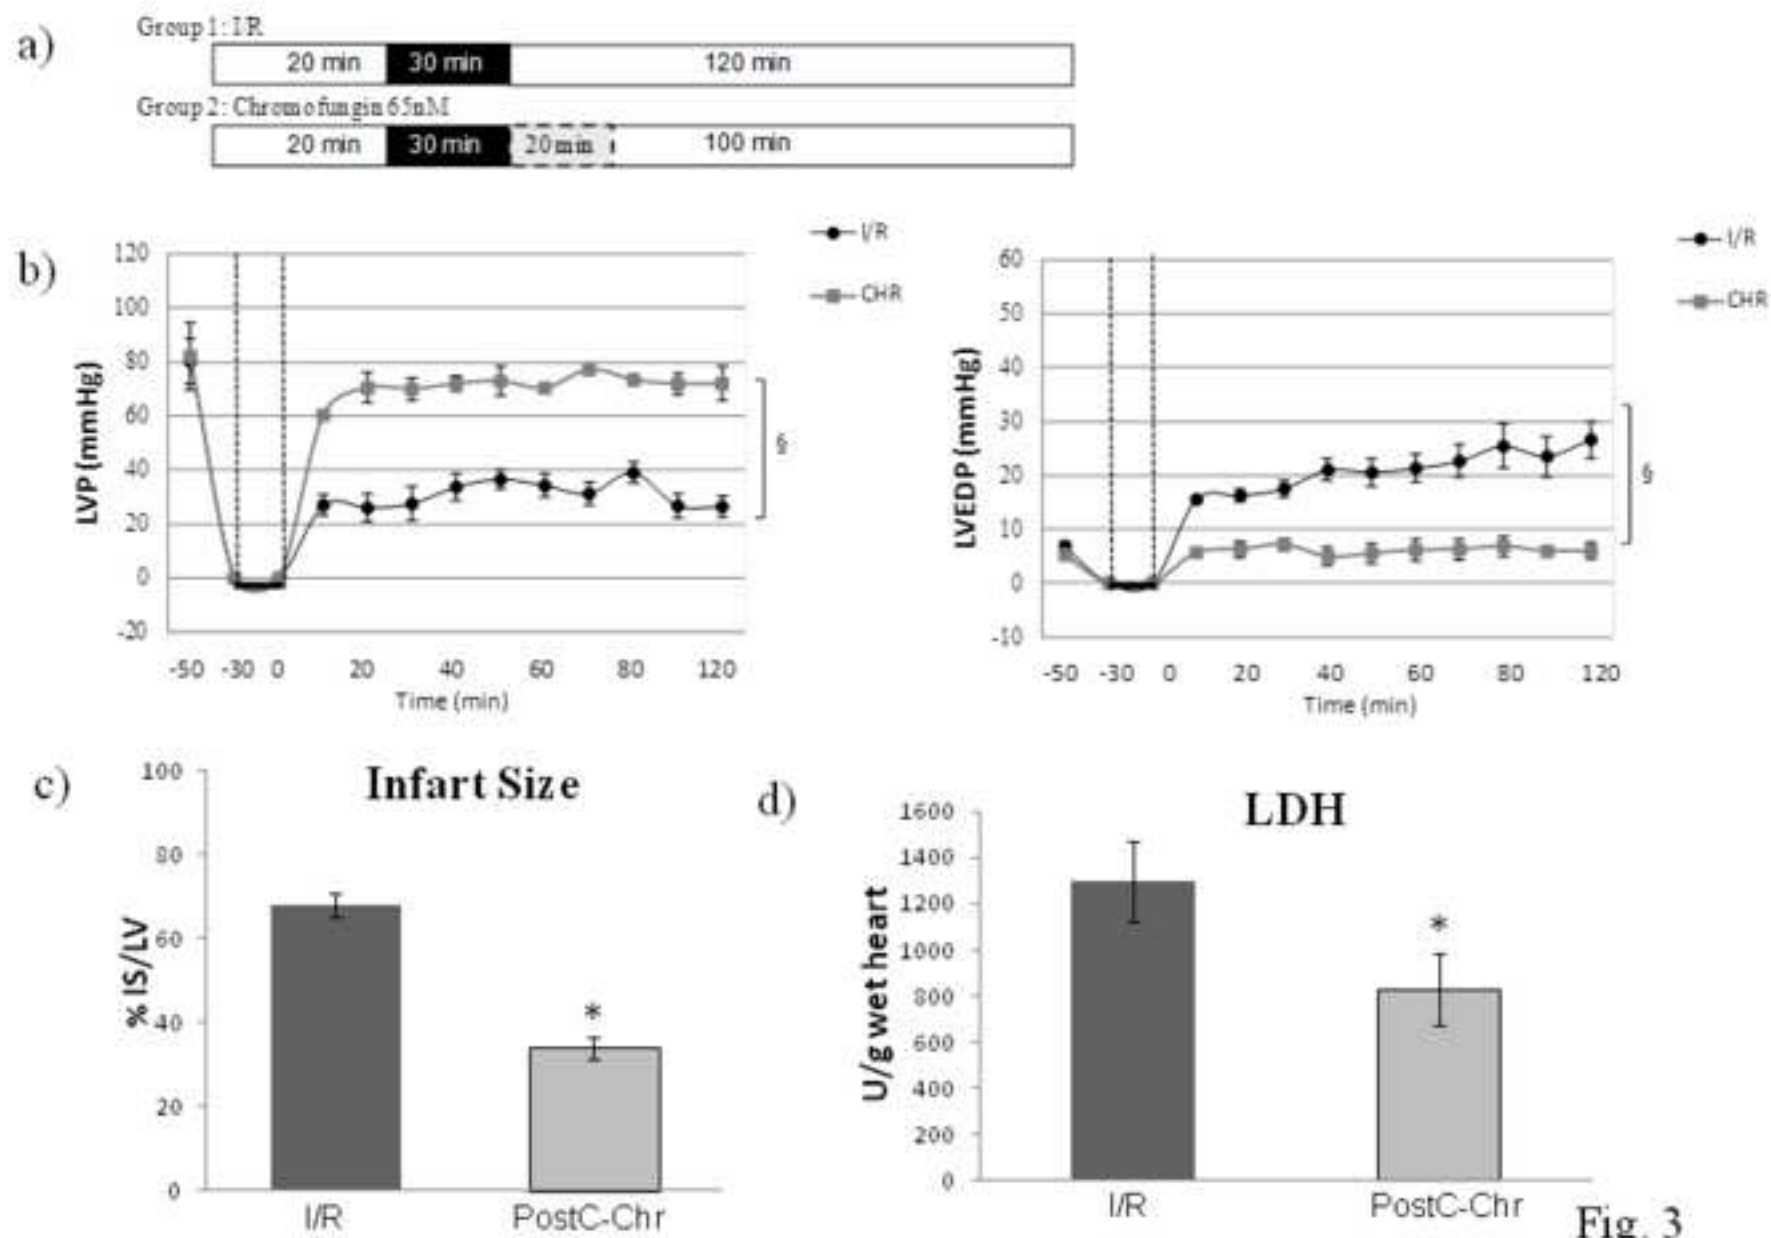 a)
Group 1: I/R
20 min 30 min 120 min
Group 2: Chromofungin 65nM
20 min 30 min 20min 100 min
b)
I/R
CHR
LVP (mmHg)
120
100
80
60
40
20
0
-20
§
-50 -30 0 20 40 60 80 120
Time (min)
I/R
CHR
LVEDP (mmHg)
60
50
40
30
20
10
0
-10
§
-50 -30 0 20 40 60 80 120
Time (min)
c)
Infart Size
% IS/LV
100
80
60
40
20
0
*
I/R PostC-Chr
d)
LDH
U/g wet heart
1600
1400
1200
1000
800
600
400
200
0
*
I/R PostC-Chr
Fig. 3